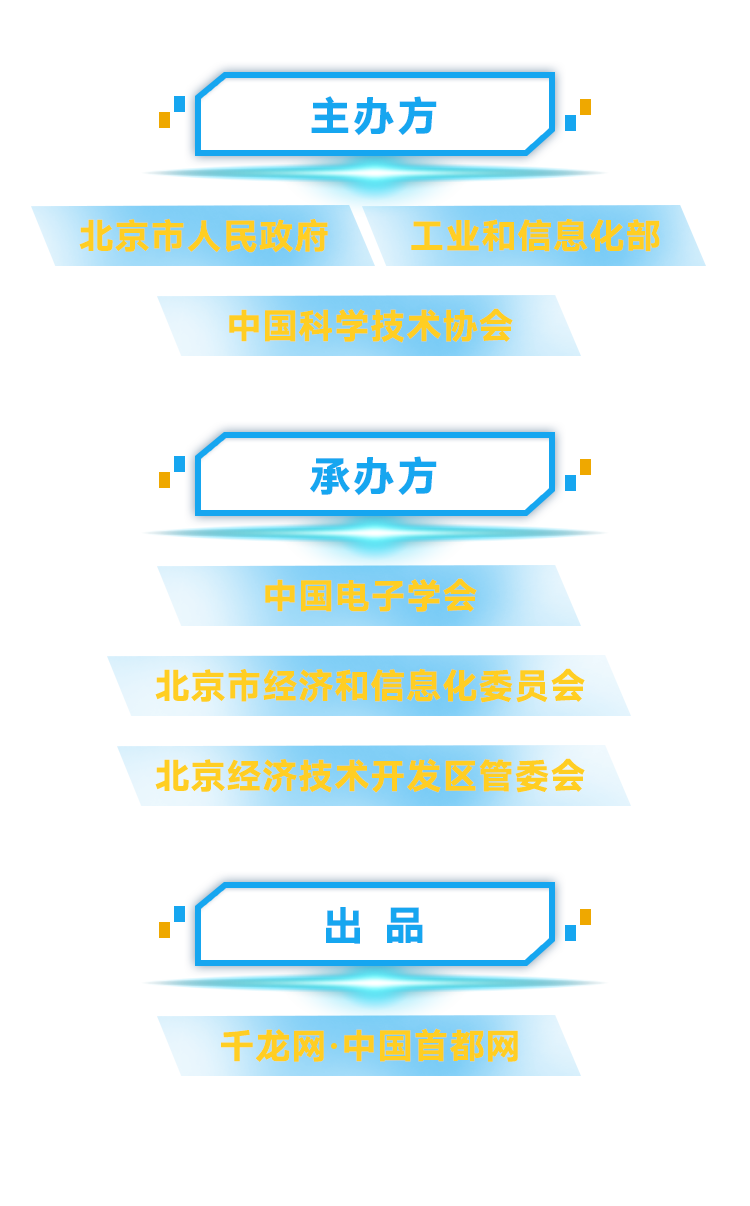 主办方
北京市人民政府 工业和信息化部
中国科学技术协会
承办方
中国电子学会
北京市经济和信息化委员会
北京经济技术开发区管委会
出 品
千龙网·中国首都网